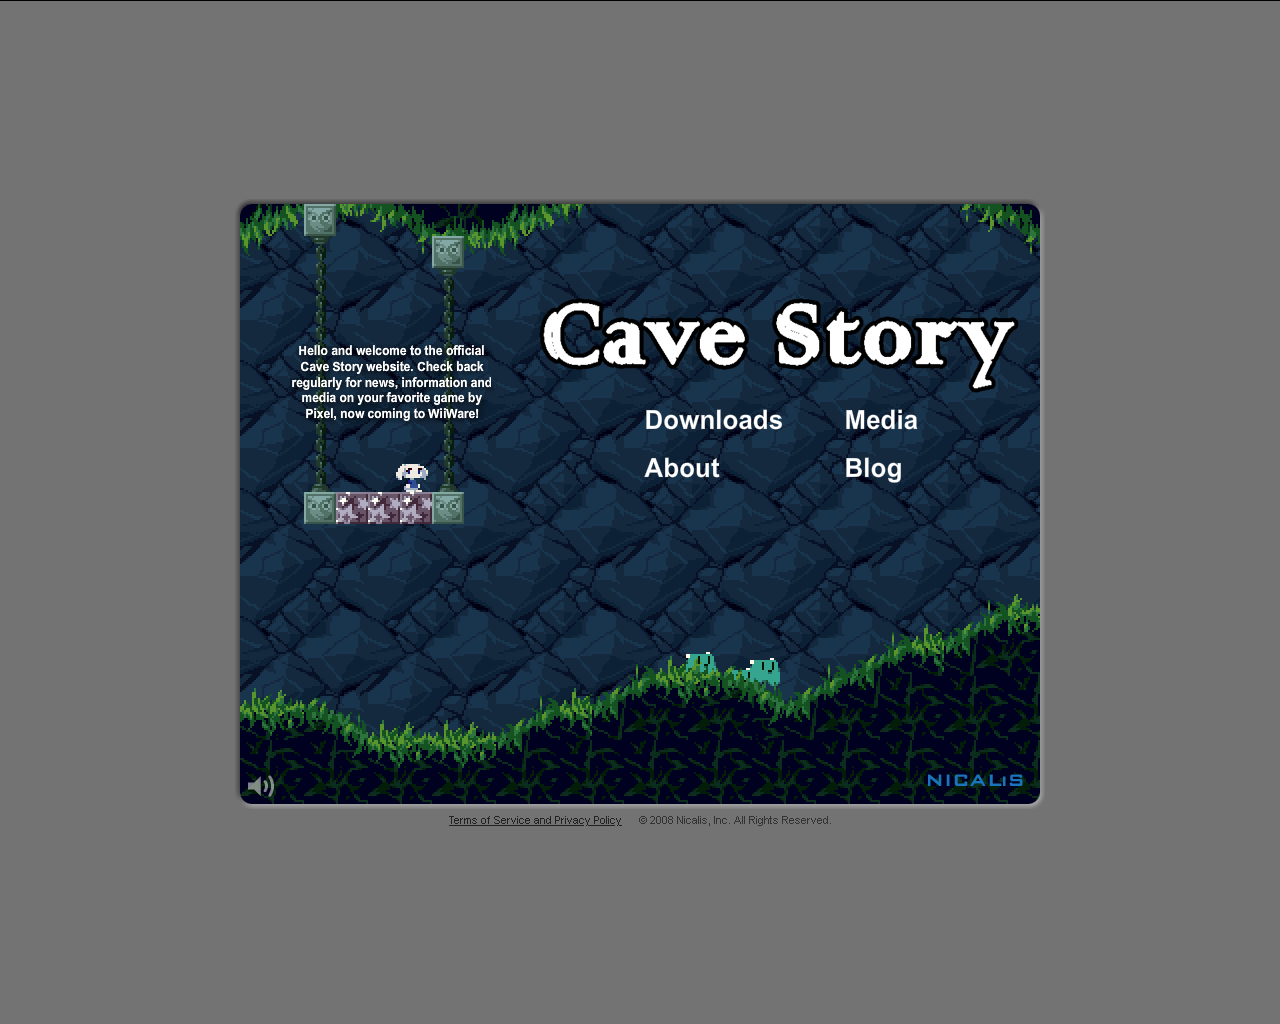 Cave Story
Hello and welcome to the official
Cave Story website. Check back
regularly for news, information and
media on your favorite game by
Pixel, now coming to WiiWare!
Downloads
Media
About
Blog
NICALIS
Terms of Service and Privacy Policy
© 2008 Nicalis, Inc. All Rights Reserved.